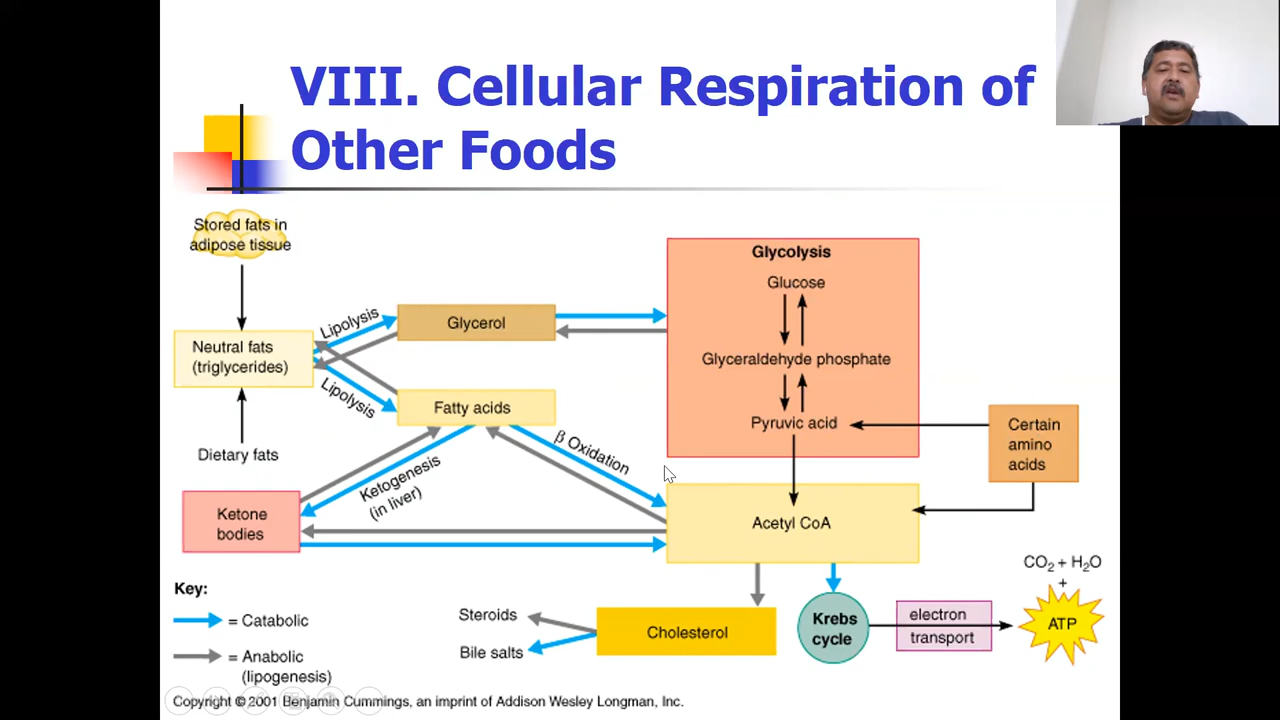 VIII. Cellular Respiration of
Other Foods
Stored fats in
adipose tissue
Neutral fats
(triglycerides)
Dietary fats
Lipolysis
Lipolysis
Glycerol
Fatty acids
β Oxidation
Ketogenesis
(in liver)
Ketone
bodies
Glycolysis
Glucose
Glyceraldehyde phosphate
Pyruvic acid
Certain
amino
acids
Acetyl CoA
Key:
= Catabolic
= Anabolic
(lipogenesis)
Steroids
Bile salts
Cholesterol
Krebs
cycle
electron
transport
CO₂ + H₂O
+
ATP
Copyright © 2001 Benjamin Cummings, an imprint of Addison Wesley Longman, Inc.